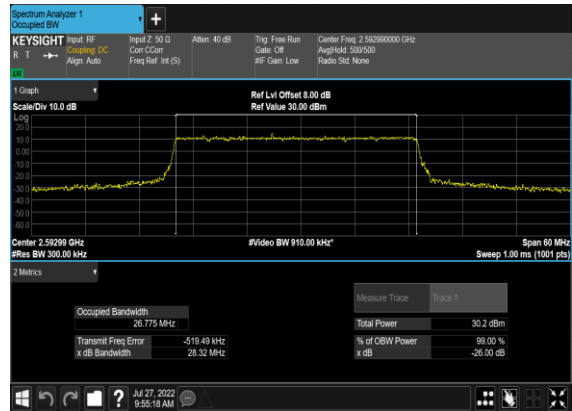 Spectrum Analyzer 1
Occupied BW
+
KEYSIGHT Input: RF Input Z: 50 Ω Atten: 40 dB Trig: Free Run Center Freq: 2.592990000 GHz
R T Coupling: DC Corr CCorr Gate: Off Avg|Hold: 500/500
Align: Auto Freq Ref: Int (S) #IF Gain: Low Radio Std: None
1 Graph
Ref Lvl Offset 8.00 dB
Scale/Div 10.0 dB Ref Value 30.00 dBm
Log
20.0
10.0
0.00
-10.0
-20.0
-30.0
-40.0
-50.0
-60.0
Center 2.59299 GHz #Video BW 910.00 kHz* Span 60 MHz
#Res BW 300.00 kHz Sweep 1.00 ms (1001 pts)
2 Metrics
Measure Trace Trace 1
Occupied Bandwidth
26.775 MHz Total Power 30.2 dBm
Transmit Freq Error -519.49 kHz % of OBW Power 99.00 %
x dB Bandwidth 28.32 MHz x dB -26.00 dB
? Jul 27, 2022
9:55:18 AM